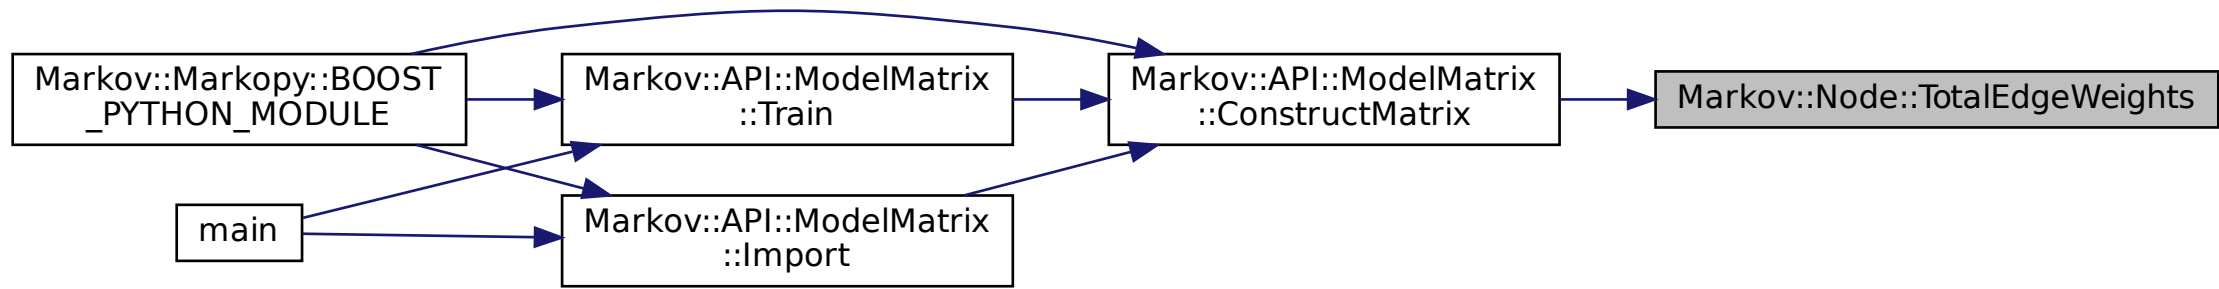 Markov::Markopy::BOOST
_PYTHON_MODULE
Markov::API::ModelMatrix
::Train
Markov::API::ModelMatrix
::ConstructMatrix
Markov::Node::TotalEdgeWeights
main
Markov::API::ModelMatrix
::Import